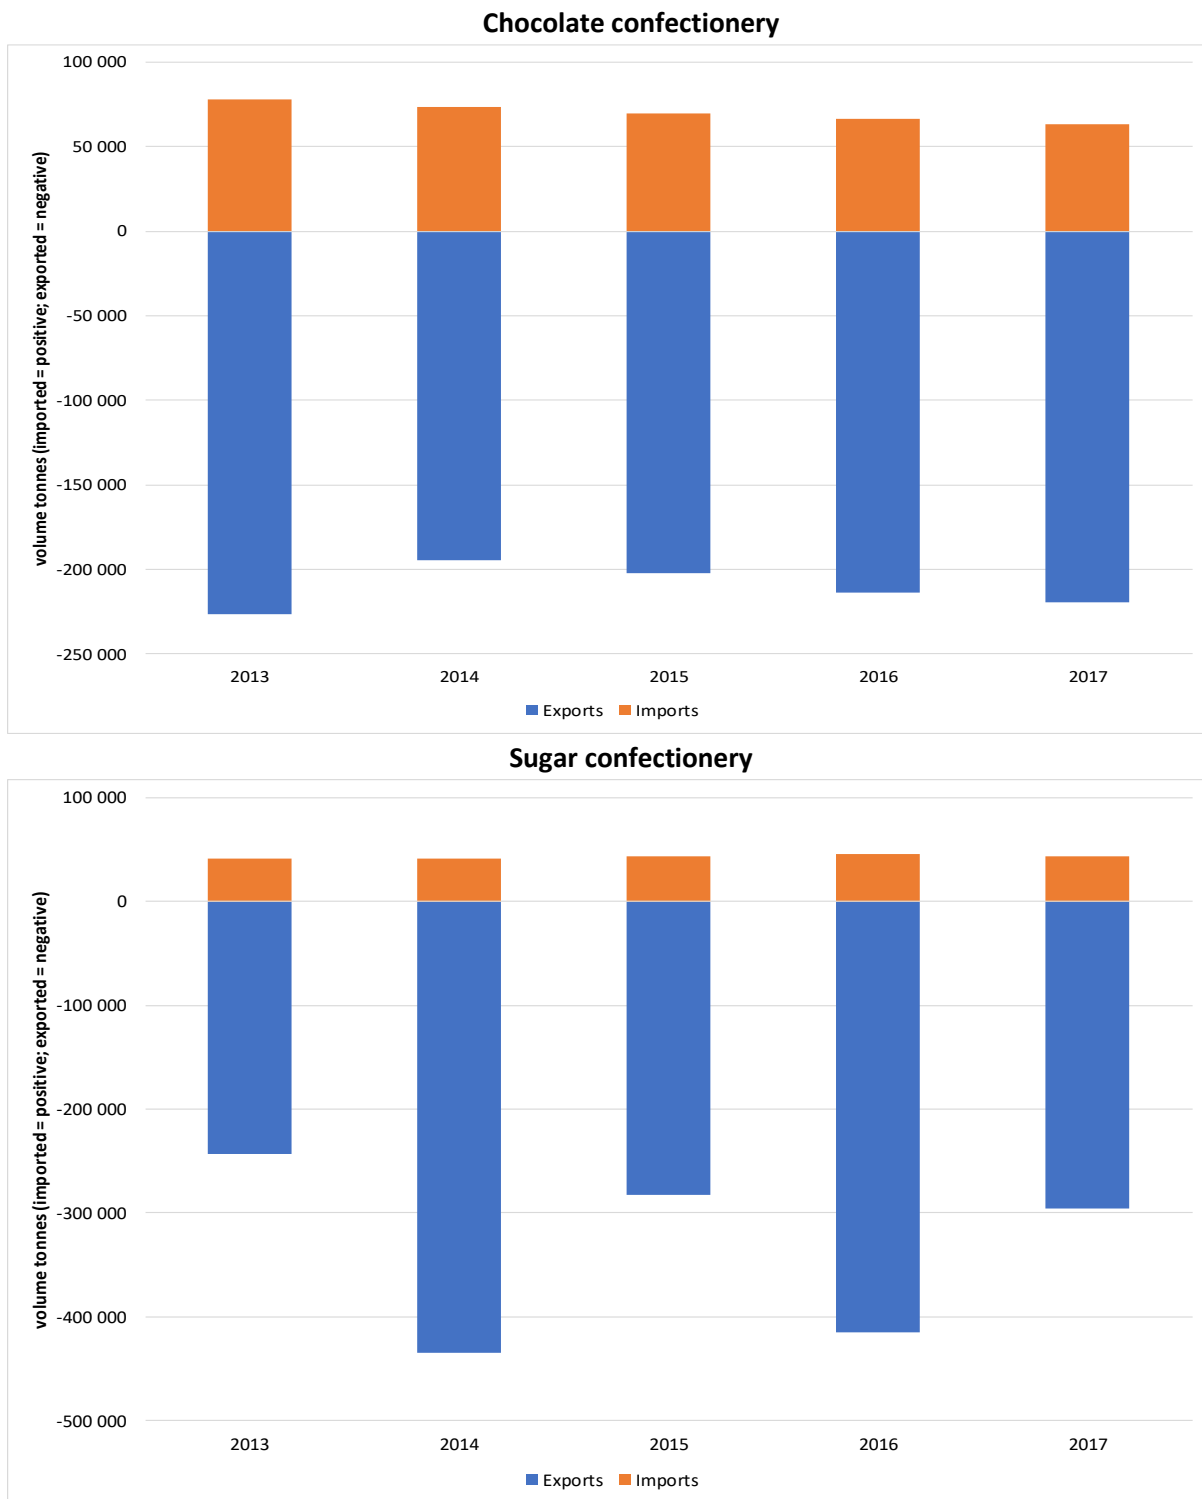 Chocolate confectionery
volume tonnes (imported = positive; exported = negative)
100 000
50 000
0
-50 000
-100 000
-150 000
-200 000
-250 000
2013 2014 2015 2016 2017
Exports Imports
Sugar confectionery
volume tonnes (imported = positive; exported = negative)
100 000
0
-100 000
-200 000
-300 000
-400 000
-500 000
2013 2014 2015 2016 2017
Exports Imports